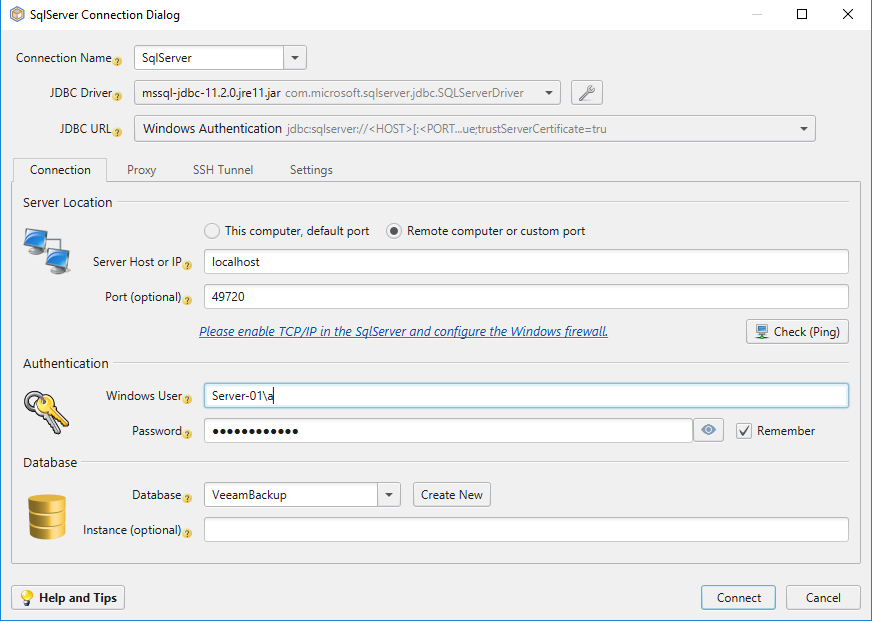 SqlServer Connection Dialog
Connection Name SqlServer
JDBC Driver mssql-jdbc-11.2.0.jre11.jar com.microsoft.sqlserver.jdbc.SQLServerDriver
JDBC URL Windows Authentication jdbc:sqlserver://<HOST>[:<PORT...ue;trustServerCertificate=tru
Connection Proxy SSH Tunnel Settings
Server Location
This computer, default port Remote computer or custom port
Server Host or IP localhost
Port (optional) 49720
Please enable TCP/IP in the SqlServer and configure the Windows firewall. Check (Ping)
Authentication
Windows User Server-01\a
Password ●●●●●●●●●●●● Remember
Database
Database VeeamBackup Create New
Instance (optional)
Help and Tips Connect Cancel